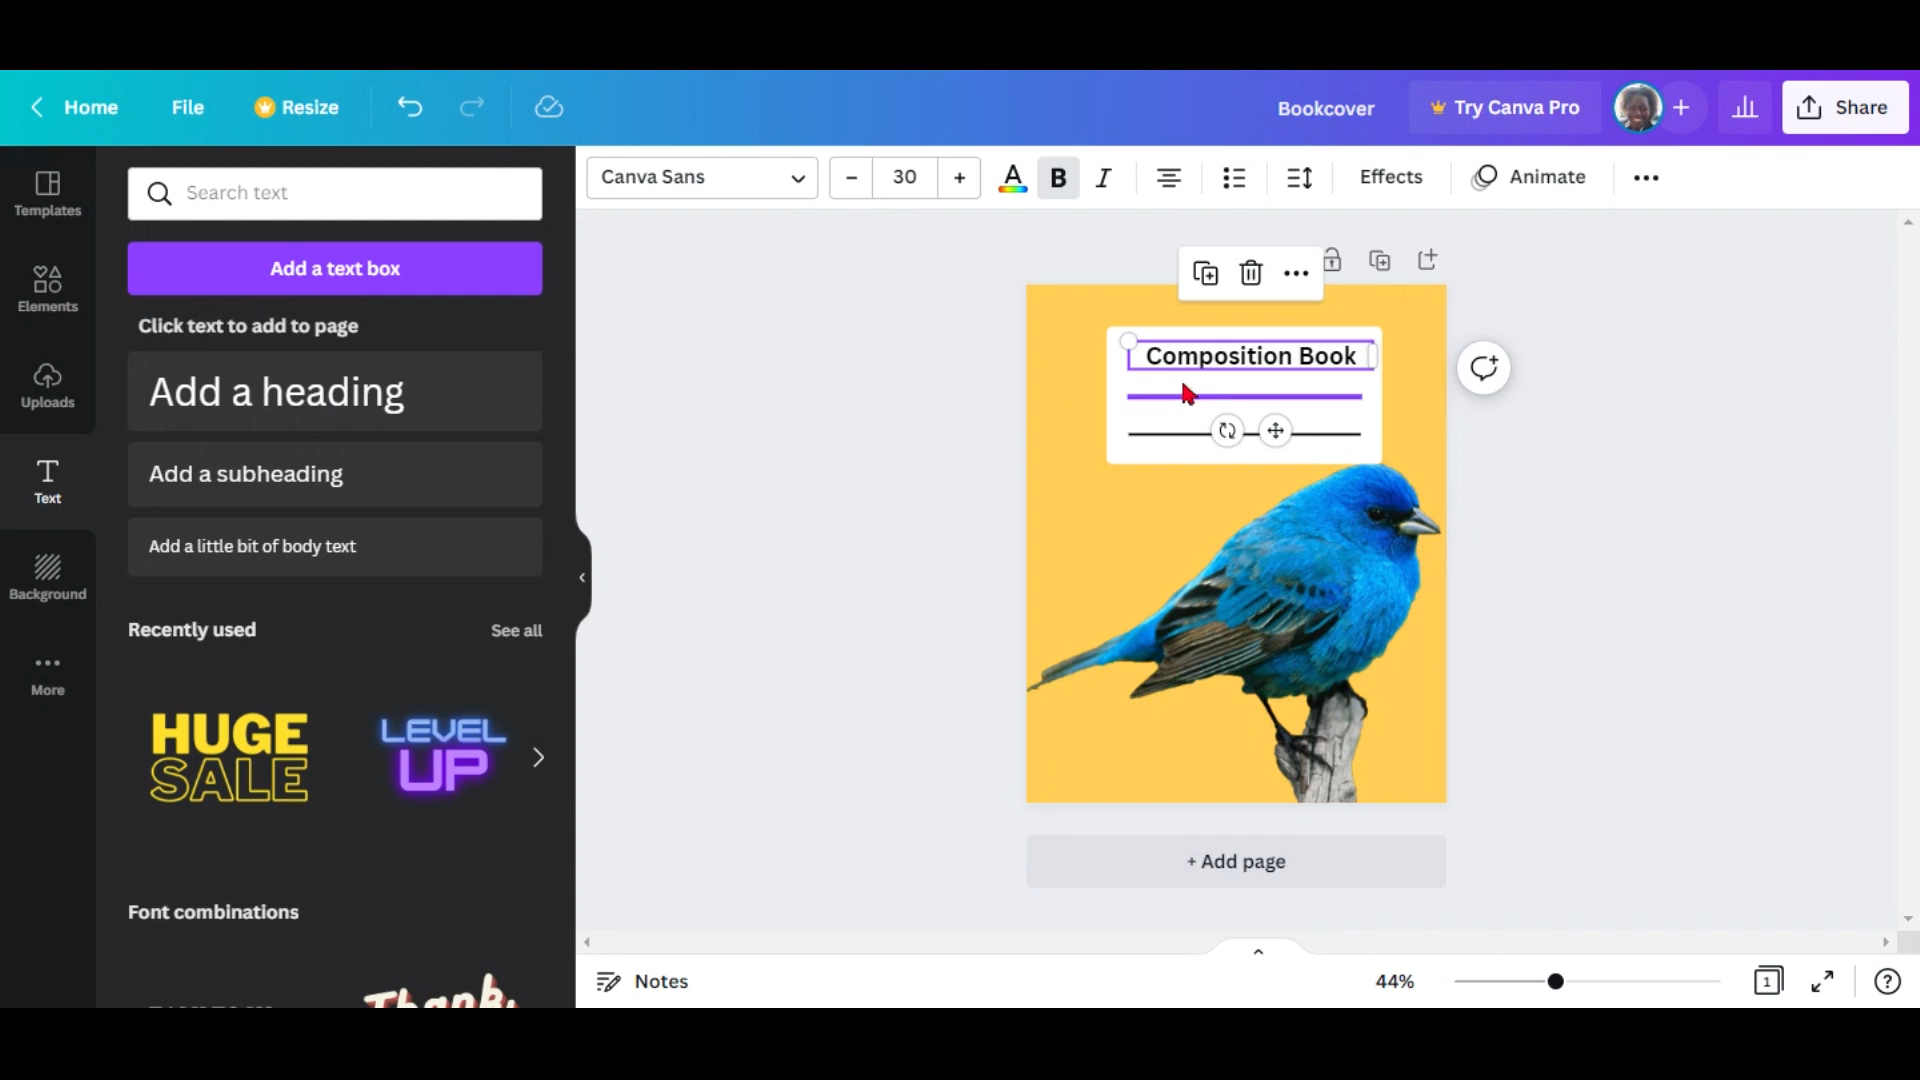 Home File Resize Bookcover Try Canva Pro + Share
Templates
Elements
Uploads
Text
Background
More
Search text
Add a text box
Click text to add to page
Add a heading
Add a subheading
Add a little bit of body text
Recently used See all
HUGE
SALE
LEVEL
UP
Font combinations
Thank
Canva Sans − 30 + A B I Effects Animate
Composition Book
+ Add page
Notes 44% 1 ?